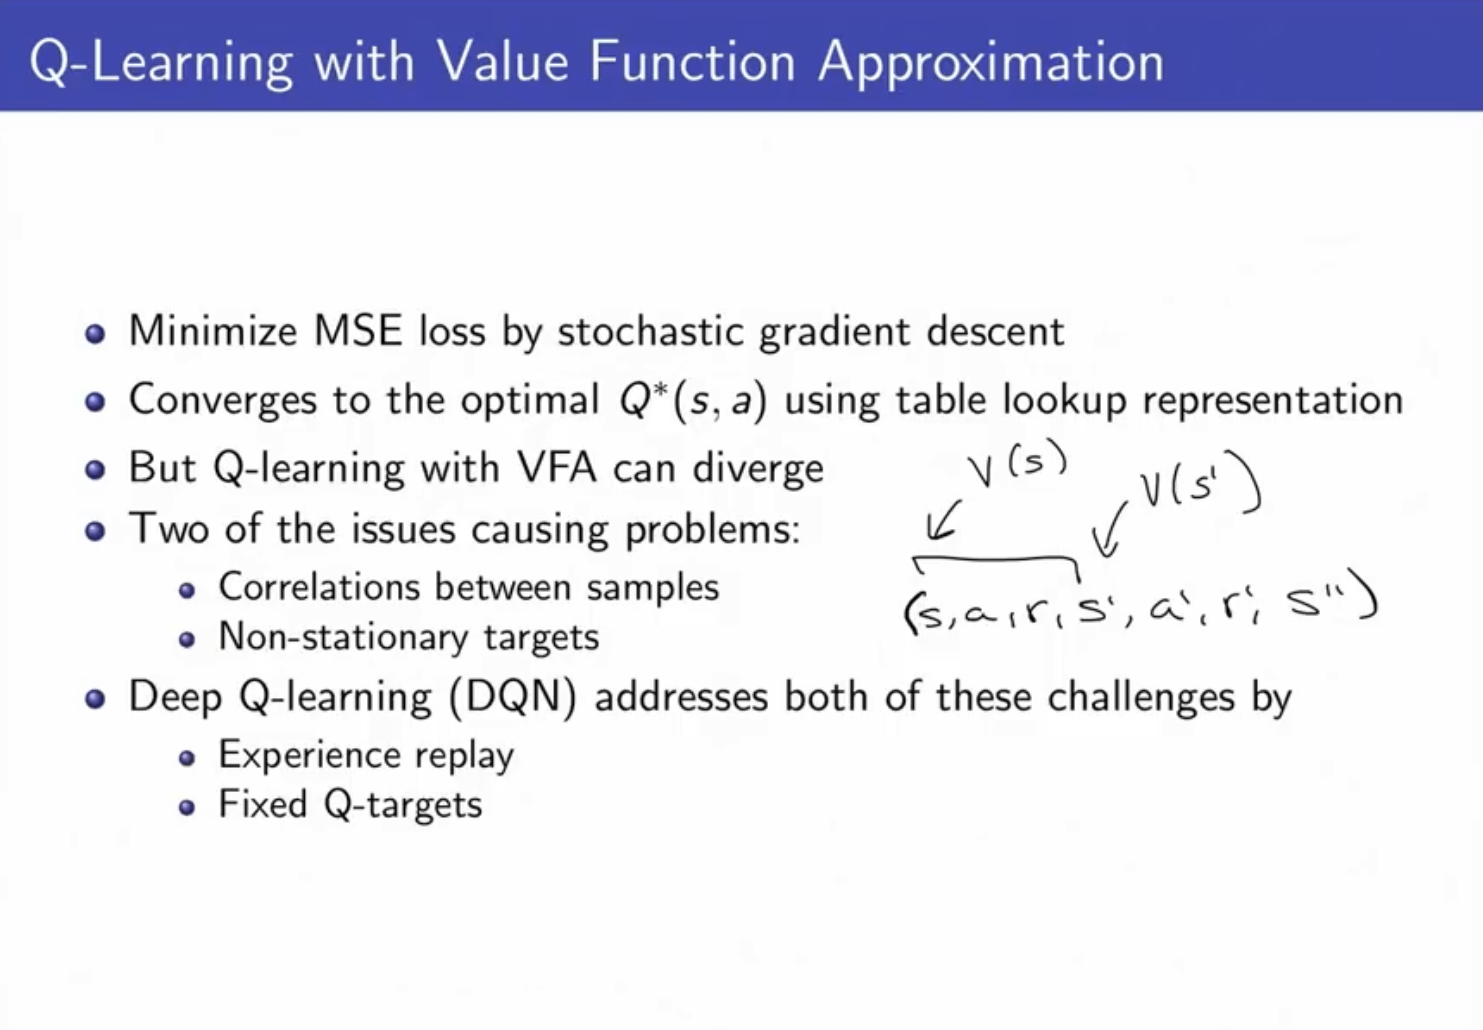 Q-Learning with Value Function Approximation
Minimize MSE loss by stochastic gradient descent
Converges to the optimal Q*(s, a) using table lookup representation
But Q-learning with VFA can diverge
V(s)
V(s')
Two of the issues causing problems:
Correlations between samples
(s, a, r, s', a', r', s'')
Non-stationary targets
Deep Q-learning (DQN) addresses both of these challenges by
Experience replay
Fixed Q-targets